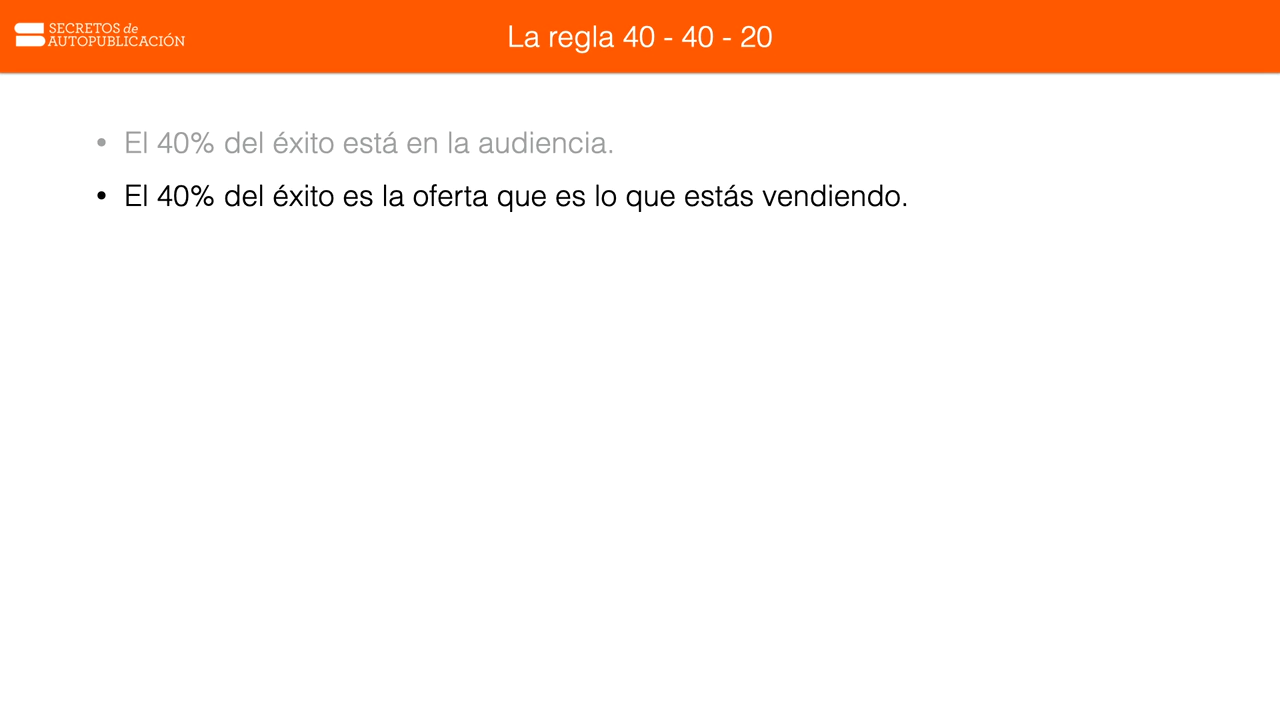 SECRETOS de
AUTOPUBLICACIÓN
La regla 40 - 40 - 20
• El 40% del éxito está en la audiencia.
• El 40% del éxito es la oferta que es lo que estás vendiendo.